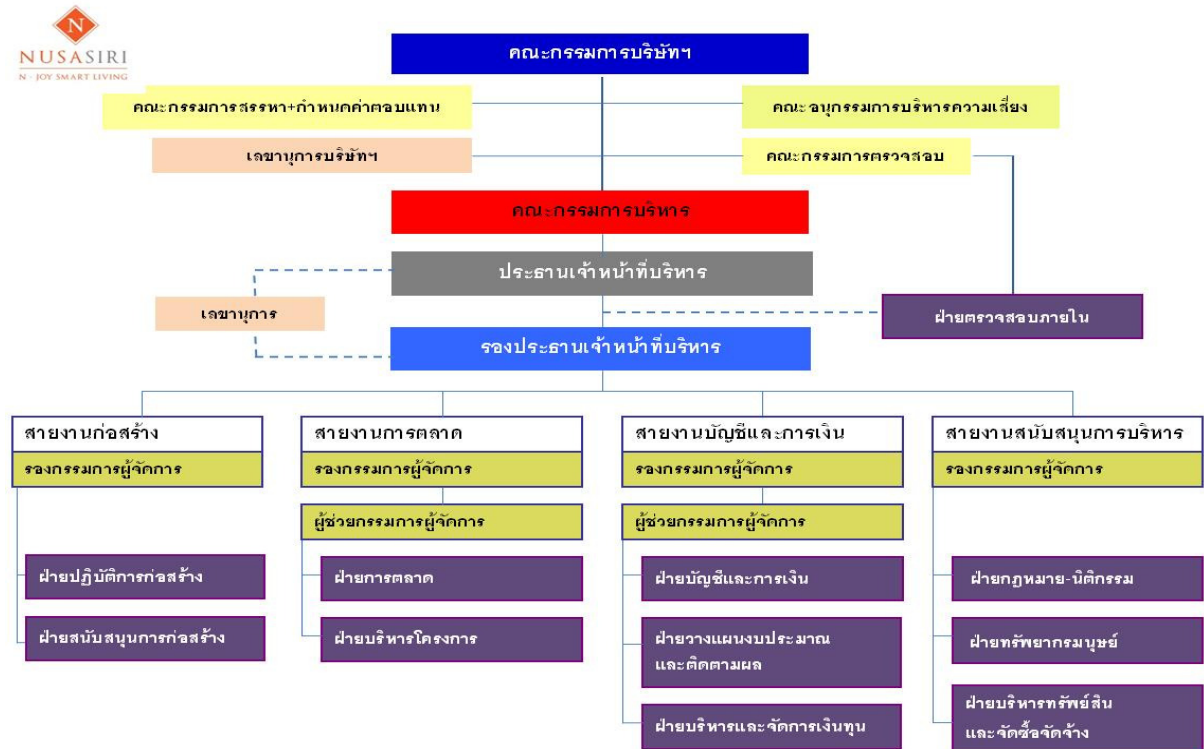 N
NUSASIRI
N - JOY SMART LIVING
คณะกรรมการบริษัทฯ
คณะกรรมการสรรหา+กำหนดค่าตอบแทน
คณะอนุกรรมการบริหารความเสี่ยง
เลขานุการบริษัทฯ
คณะกรรมการตรวจสอบ
คณะกรรมการบริหาร
ประธานเจ้าหน้าที่บริหาร
เลขานุการ
ฝ่ายตรวจสอบภายใน
รองประธานเจ้าหน้าที่บริหาร
สายงานก่อสร้าง
รองกรรมการผู้จัดการ
ฝ่ายปฏิบัติการก่อสร้าง
ฝ่ายสนับสนุนการก่อสร้าง
สายงานการตลาด
รองกรรมการผู้จัดการ
ผู้ช่วยกรรมการผู้จัดการ
ฝ่ายการตลาด
ฝ่ายบริหารโครงการ
สายงานบัญชีและการเงิน
รองกรรมการผู้จัดการ
ผู้ช่วยกรรมการผู้จัดการ
ฝ่ายบัญชีและการเงิน
ฝ่ายวางแผนงบประมาณ
และติดตามผล
ฝ่ายบริหารและจัดการเงินทุน
สายงานสนับสนุนการบริหาร
รองกรรมการผู้จัดการ
ฝ่ายกฎหมาย-นิติกรรม
ฝ่ายทรัพยากรมนุษย์
ฝ่ายบริหารทรัพย์สิน
และจัดซื้อจัดจ้าง